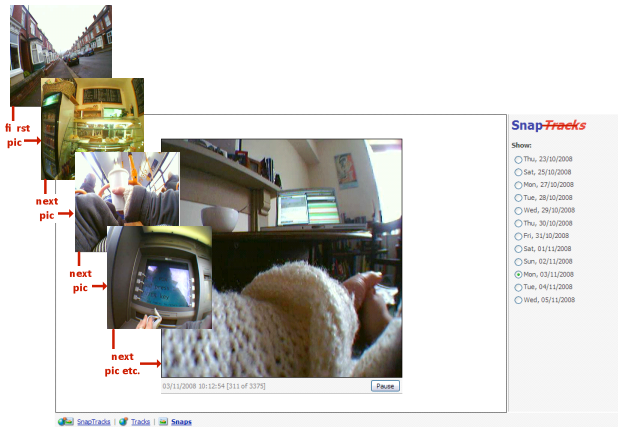 first
pic
next
pic
next
pic
next
pic etc.
03/11/2008 10:12:54 [311 of 3375]
Pause
SnapTracks
Show:
Thu, 23/10/2008
Sat, 25/10/2008
Mon, 27/10/2008
Tue, 28/10/2008
Wed, 29/10/2008
Thu, 30/10/2008
Fri, 31/10/2008
Sat, 01/11/2008
Sun, 02/11/2008
Mon, 03/11/2008
Tue, 04/11/2008
Wed, 05/11/2008
SnapTracks | Tracks | Snaps